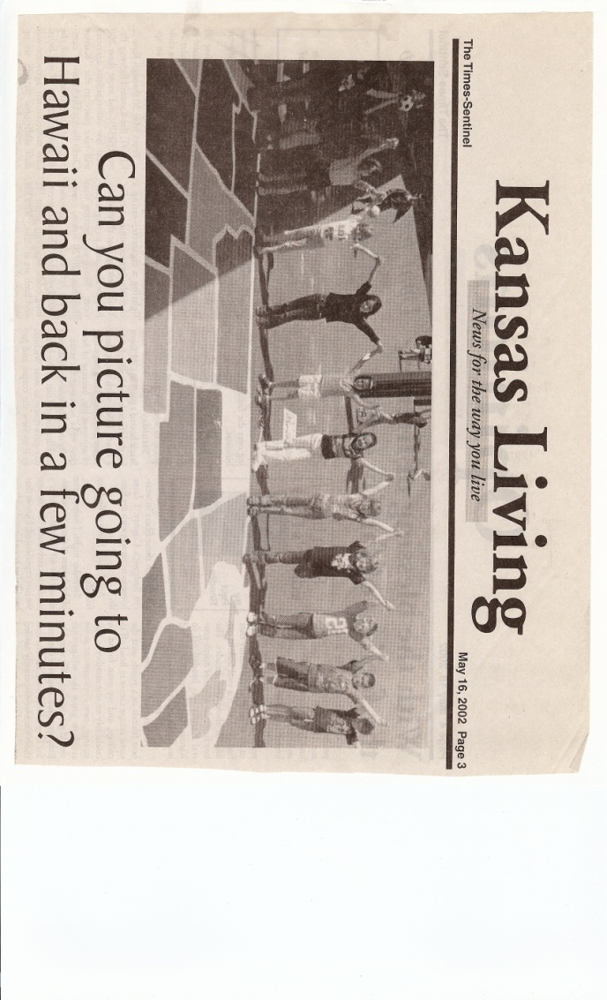 Kansas Living
News for the way you live
The Times-Sentinel
May 16, 2002 Page 3
Can you picture going to
Hawaii and back in a few minutes?